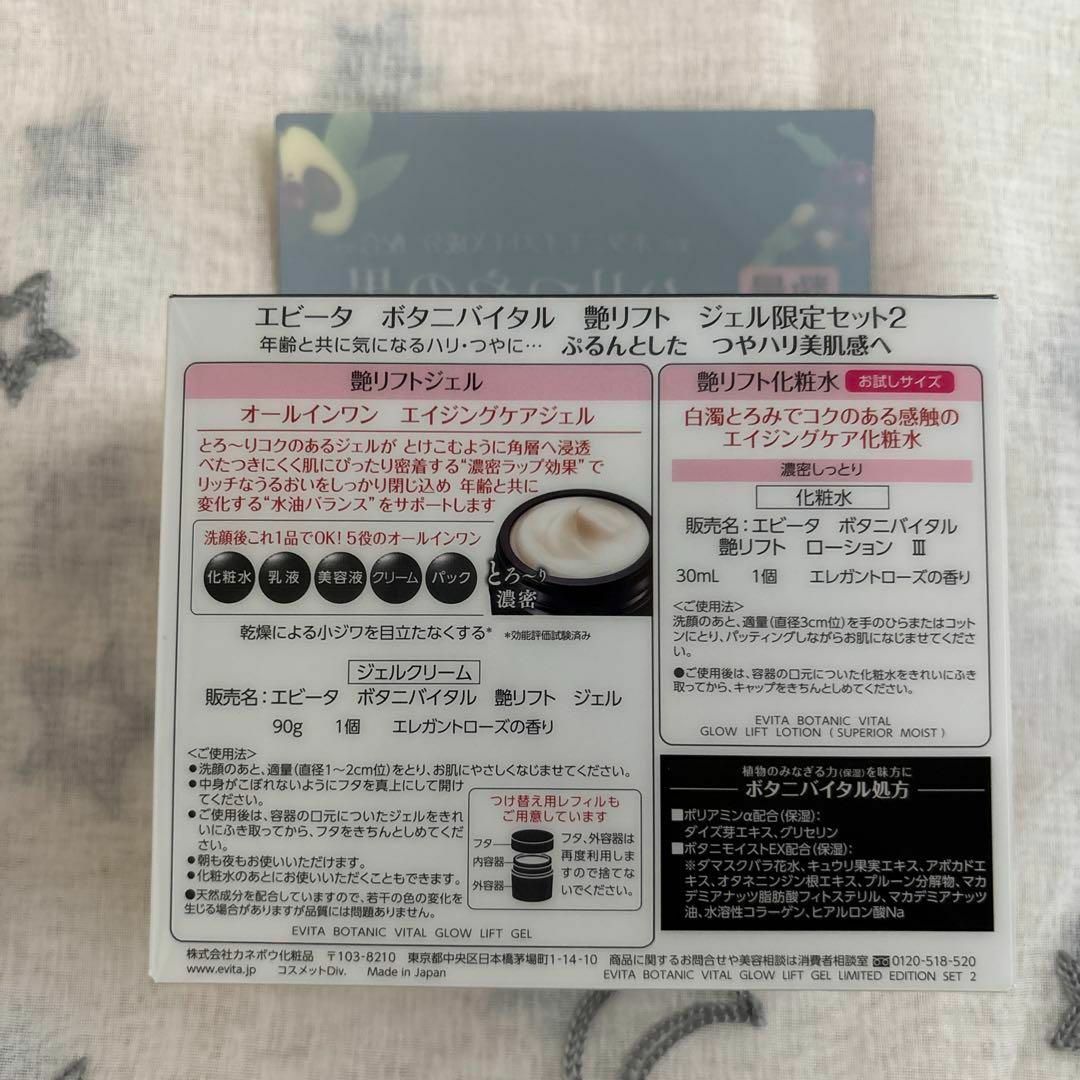 エビータ ボタニバイタル 艶リフト ジェル限定セット2
年齢と共に気になるハリ・つやに… ぷるんとした つやハリ美肌感へ
艶リフトジェル
オールインワン エイジングケアジェル
とろ〜りコクのあるジェルが とけこむように角層へ浸透
べたつきにくく肌にぴったり密着する“濃密ラップ効果”で
リッチなうるおいをしっかり閉じ込め 年齢と共に
変化する“水油バランス”をサポートします
洗顔後これ1品でOK! 5役のオールインワン
化粧水 乳液 美容液 クリーム パック
とろ〜り
濃密
乾燥による小ジワを目立たなくする* *効能評価試験済み
ジェルクリーム
販売名：エビータ ボタニバイタル 艶リフト ジェル
90g 1個 エレガントローズの香り
<ご使用法>
●洗顔のあと、適量(直径1〜2cm位)をとり、お肌にやさしくなじませてください。
●中身がこぼれないようにフタを真上にして開け
てください。
●ご使用後は、容器の口元についたジェルをきれ
いにふき取ってから、フタをきちんとしめてくだ
さい。
●朝も夜もお使いいただけます。
●化粧水のあとにお使いいただくこともできます。
●天然成分を配合していますので、若干の色の変化を
生じる場合がありますが品質には問題ありません。
つけ替え用レフィルも
ご用意しています
フタ
内容器
外容器
フタ、外容器は
再度利用しま
すので捨てな
いでください。
EVITA BOTANIC VITAL GLOW LIFT GEL
艶リフト化粧水 お試しサイズ
白濁とろみでコクのある感触の
エイジングケア化粧水
濃密しっとり
化粧水
販売名：エビータ ボタニバイタル
艶リフト ローション Ⅲ
30mL 1個 エレガントローズの香り
<ご使用法>
洗顔のあと、適量(直径3cm位)を手のひらまたはコット
ンにとり、パッティングしながらお肌になじませてくださ
い。
●ご使用後は、容器の口元についた化粧水をきれいにふき
取ってから、キャップをきちんとしめてください。
EVITA BOTANIC VITAL
GLOW LIFT LOTION ( SUPERIOR MOIST )
植物のみなぎる力(保湿)を味方に
ボタニバイタル処方
■ポリアミンα配合(保湿):
ダイズ芽エキス、グリセリン
■ボタニモイストEX配合(保湿):
※ダマスクバラ花水、キュウリ果実エキス、アボカドエ
キス、オタネニンジン根エキス、プルーン分解物、マカ
デミアナッツ脂肪酸フィトステリル、マカデミアナッツ
油、水溶性コラーゲン、ヒアルロン酸Na
株式会社カネボウ化粧品 〒103-8210 東京都中央区日本橋茅場町1-14-10 商品に関するお問合せや美容相談は消費者相談室 0120-518-520
www.evita.jp コスメットDiv. Made in Japan EVITA BOTANIC VITAL GLOW LIFT GEL LIMITED EDITION SET 2